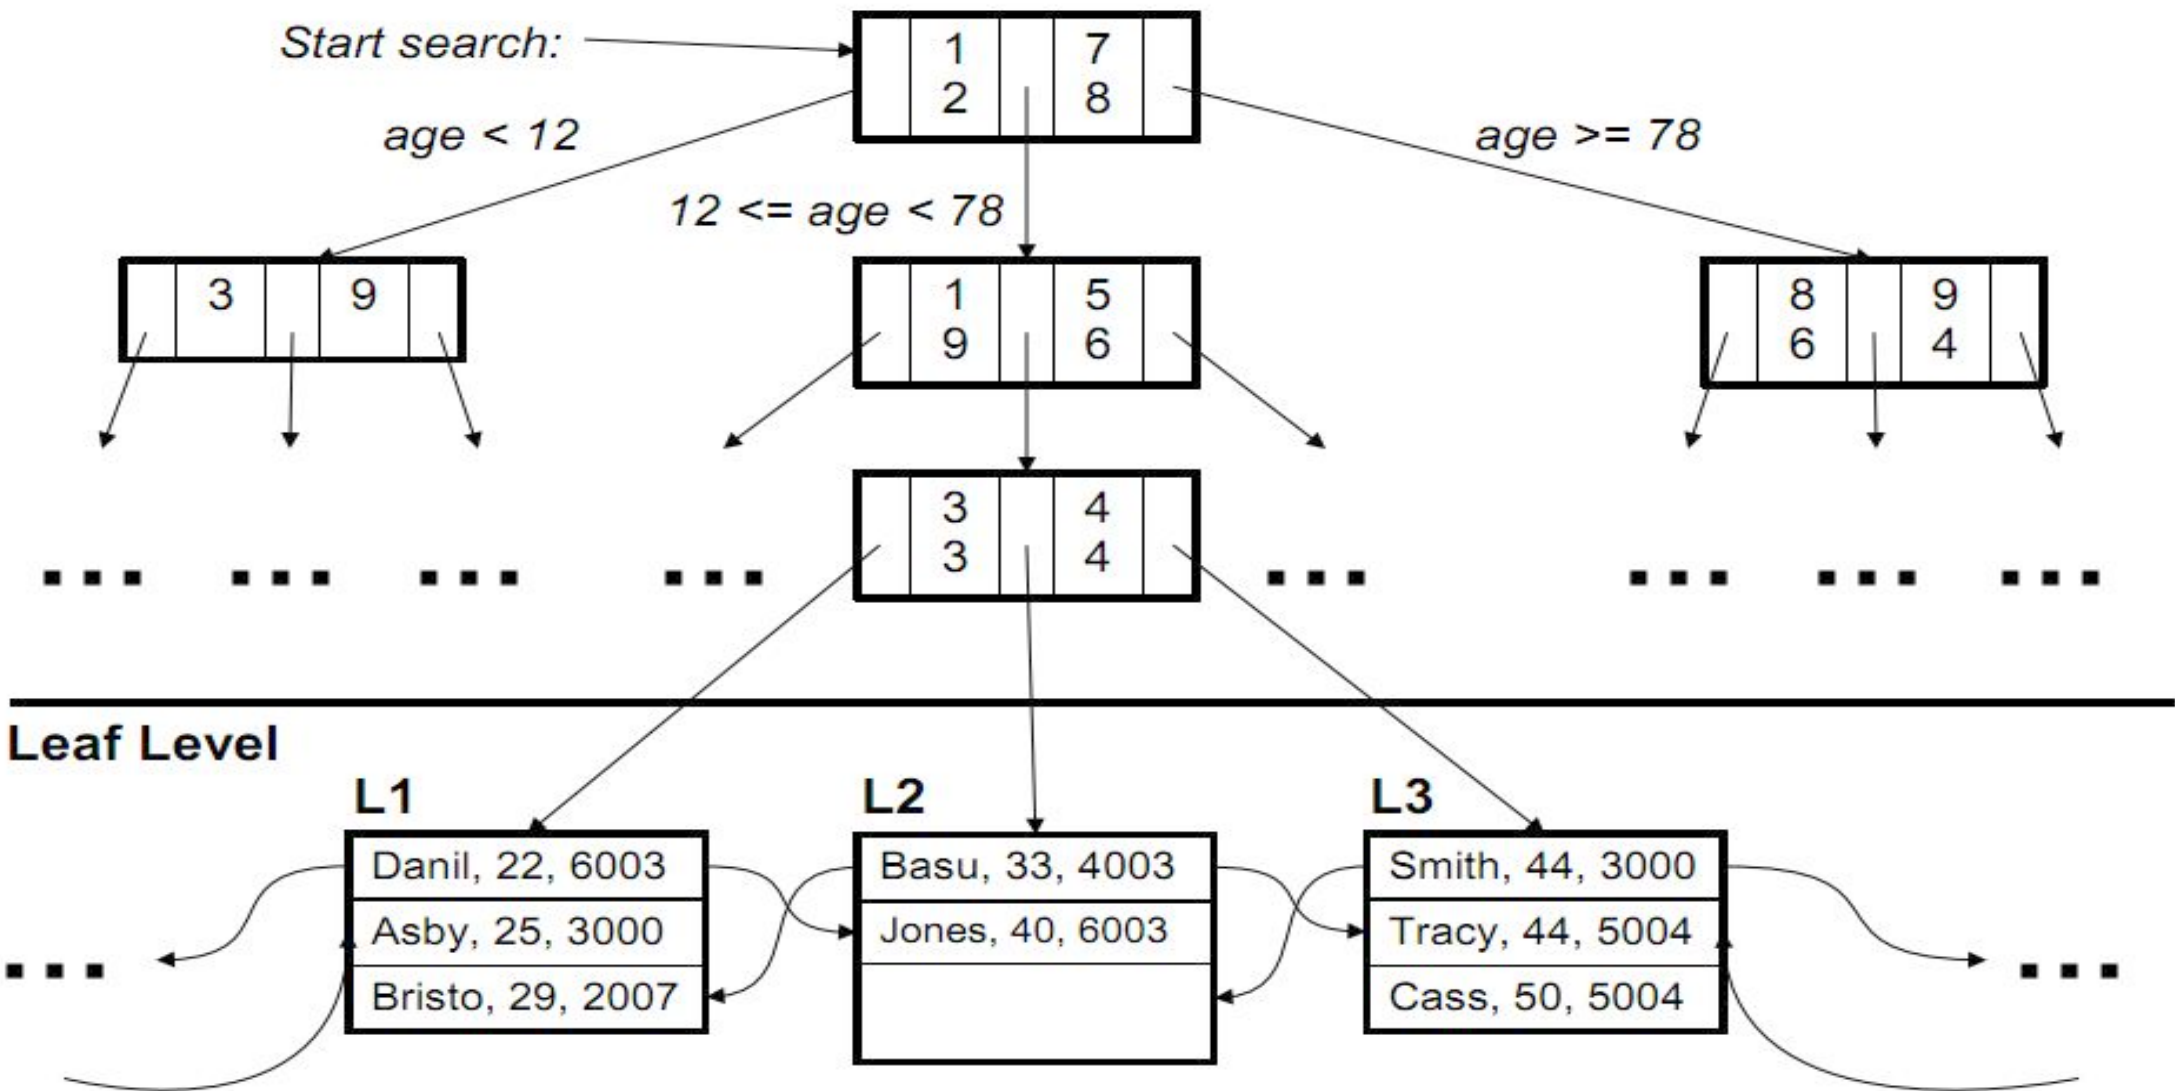 Start search:
1 7
2 8
age < 12
age >= 78
12 <= age < 78
3 9
1 5
9 6
8 9
6 4
3 4
3 4
Leaf Level
L1
L2
L3
Danil, 22, 6003
Asby, 25, 3000
Bristo, 29, 2007
Basu, 33, 4003
Jones, 40, 6003
Smith, 44, 3000
Tracy, 44, 5004
Cass, 50, 5004